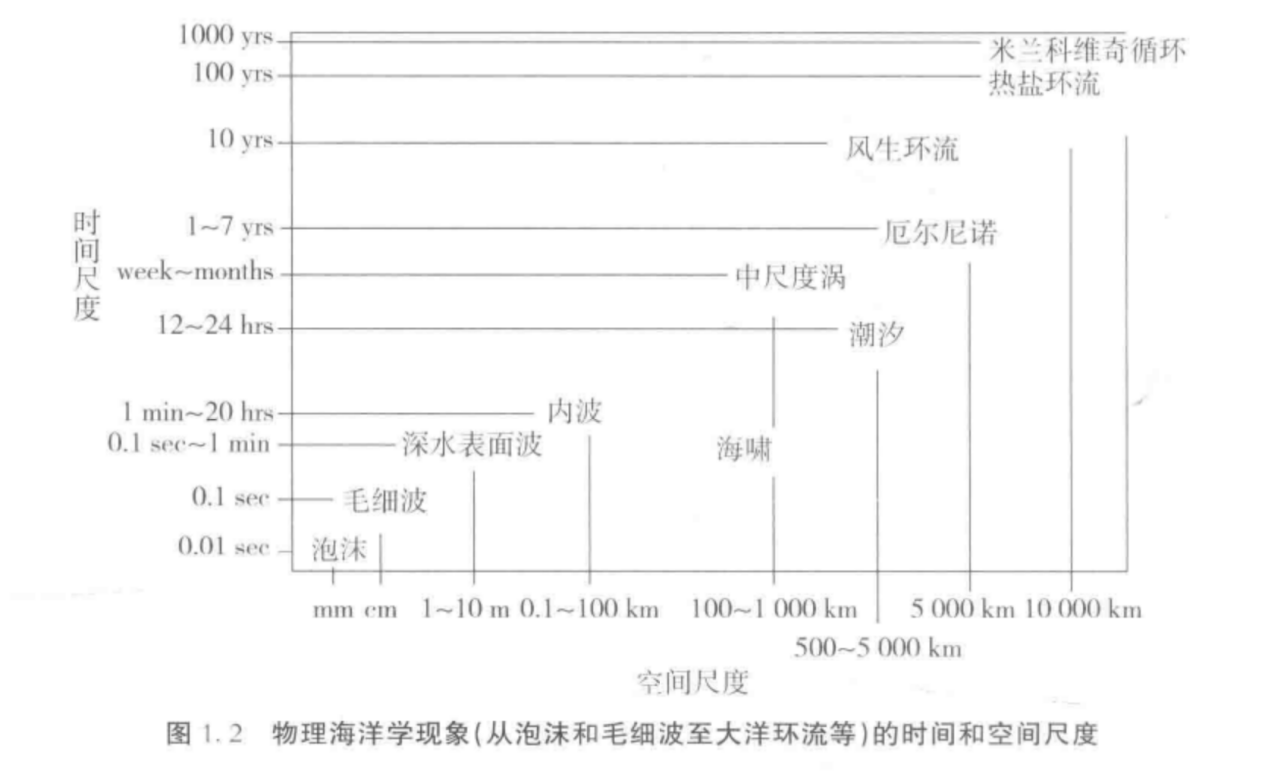 1000 yrs
米兰科维奇循环
100 yrs
热盐环流
10 yrs
风生环流
时间尺度
1~7 yrs
厄尔尼诺
week~months
中尺度涡
12~24 hrs
潮汐
1 min~20 hrs
内波
0.1 sec~1 min
深水表面波
海啸
0.1 sec
毛细波
0.01 sec
泡沫
mm cm 1~10 m 0.1~100 km 100~1 000 km 5 000 km 10 000 km
500~5 000 km
空间尺度
图 1.2 物理海洋学现象(从泡沫和毛细波至大洋环流等)的时间和空间尺度